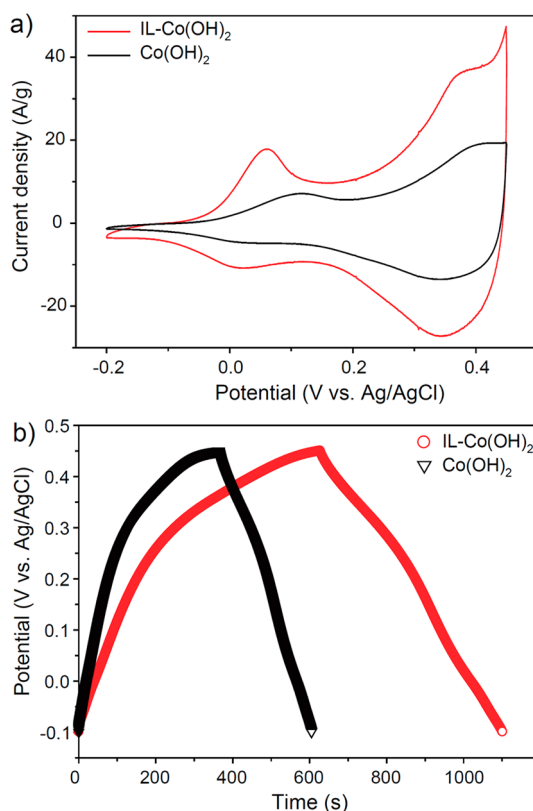 a)
IL-Co(OH)2
Co(OH)2
40
20
0
-20
Current density (A/g)
-0.2
0.0
0.2
0.4
Potential (V vs. Ag/AgCl)
b)
IL-Co(OH)2
Co(OH)2
0.5
0.4
0.3
0.2
0.1
0.0
-0.1
Potential (V vs. Ag/AgCl)
0
200
400
600
800
1000
Time (s)